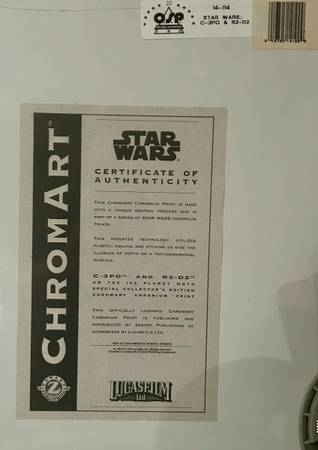 OSP
14-114
STAR WARS/
C-3PO & R2-D2
CHROMART
STAR
WARS
CERTIFICATE OF
AUTHENTICITY
THIS CHROMART CHROMIUM PRINT IS MADE
WITH A UNIQUE GRAPHIC PROCESS AND IS
PART OF A SERIES OF STAR WARS CHROMIUM
PRINTS.
THIS PATENTED TECHNOLOGY UTILIZES
PLASTIC, FOILING AND ETCHING TO GIVE THE
ILLUSION OF DEPTH ON A TWO-DIMENSIONAL
SURFACE.
C-3PO™ AND R2-D2™
ON THE ICE PLANET HOTH
SPECIAL COLLECTOR'S EDITION
CHROMART CHROMIUM PRINT
THIS OFFICIALLY LICENSED CHROMART
CHROMIUM PRINT IS PUBLISHED AND
DISTRIBUTED BY ZANART PUBLISHING AS
AUTHORIZED BY LUCASFILM LTD.
Z
LUCASFILM
Ltd